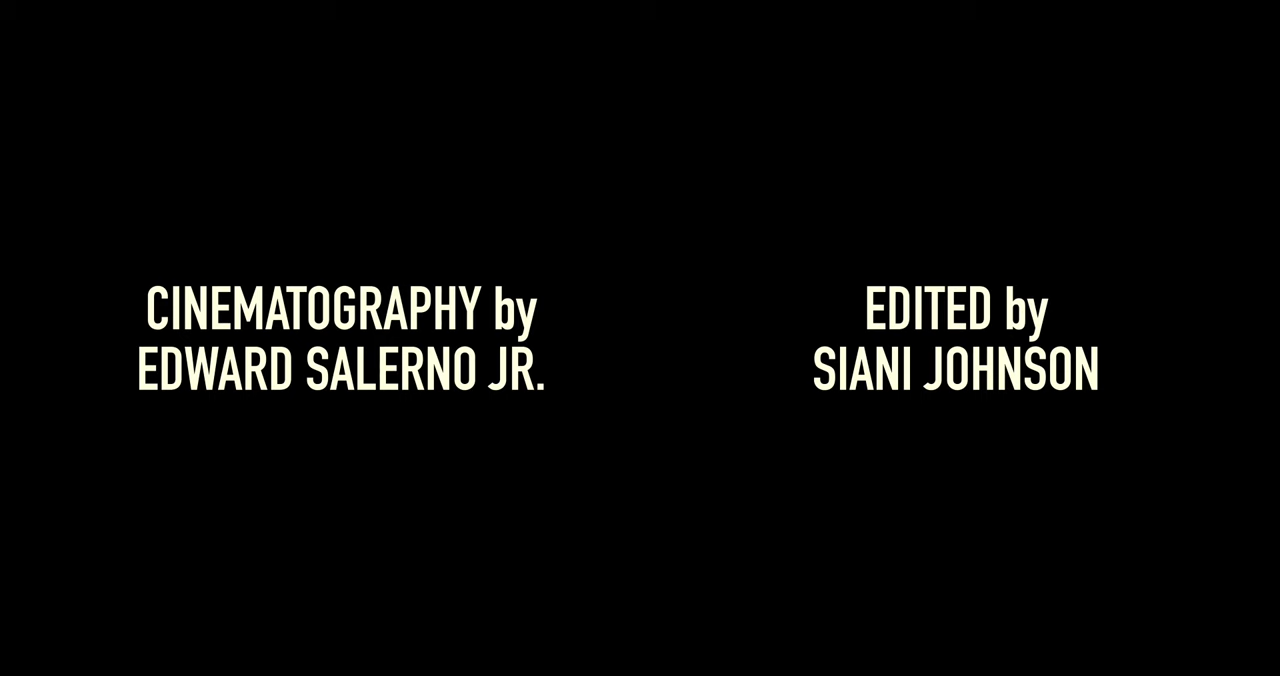 CINEMATOGRAPHY by
EDWARD SALERNO JR.
EDITED by
SIANI JOHNSON